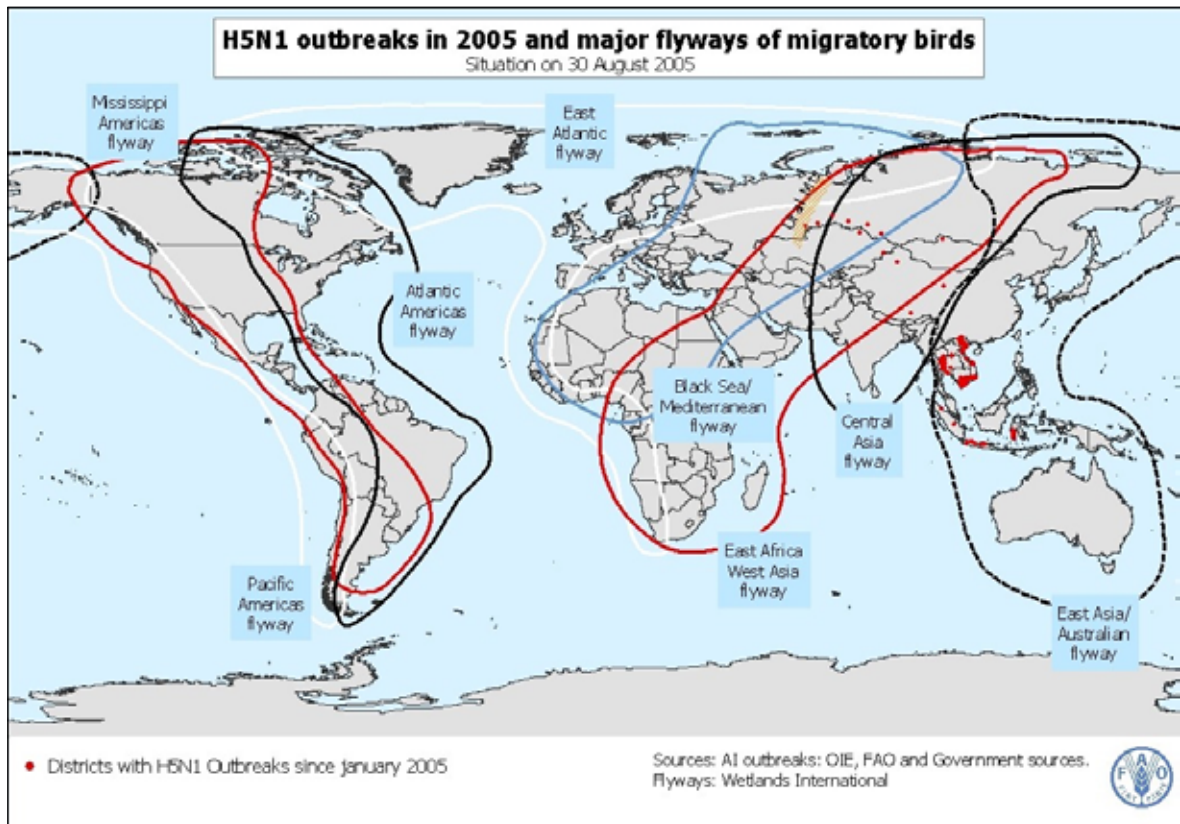 H5N1 outbreaks in 2005 and major flyways of migratory birds
Situation on 30 August 2005
Mississippi
Americas
flyway
East
Atlantic
flyway
Atlantic
Americas
flyway
Black Sea/
Mediterranean
flyway
Central
Asia
flyway
Pacific
Americas
flyway
East Africa
West Asia
flyway
East Asia/
Australian
flyway
Districts with H5N1 Outbreaks since january 2005
Sources: AI outbreaks: OIE, FAO and Government sources.
Flyways: Wetlands International
F A O
FIAT PANIS